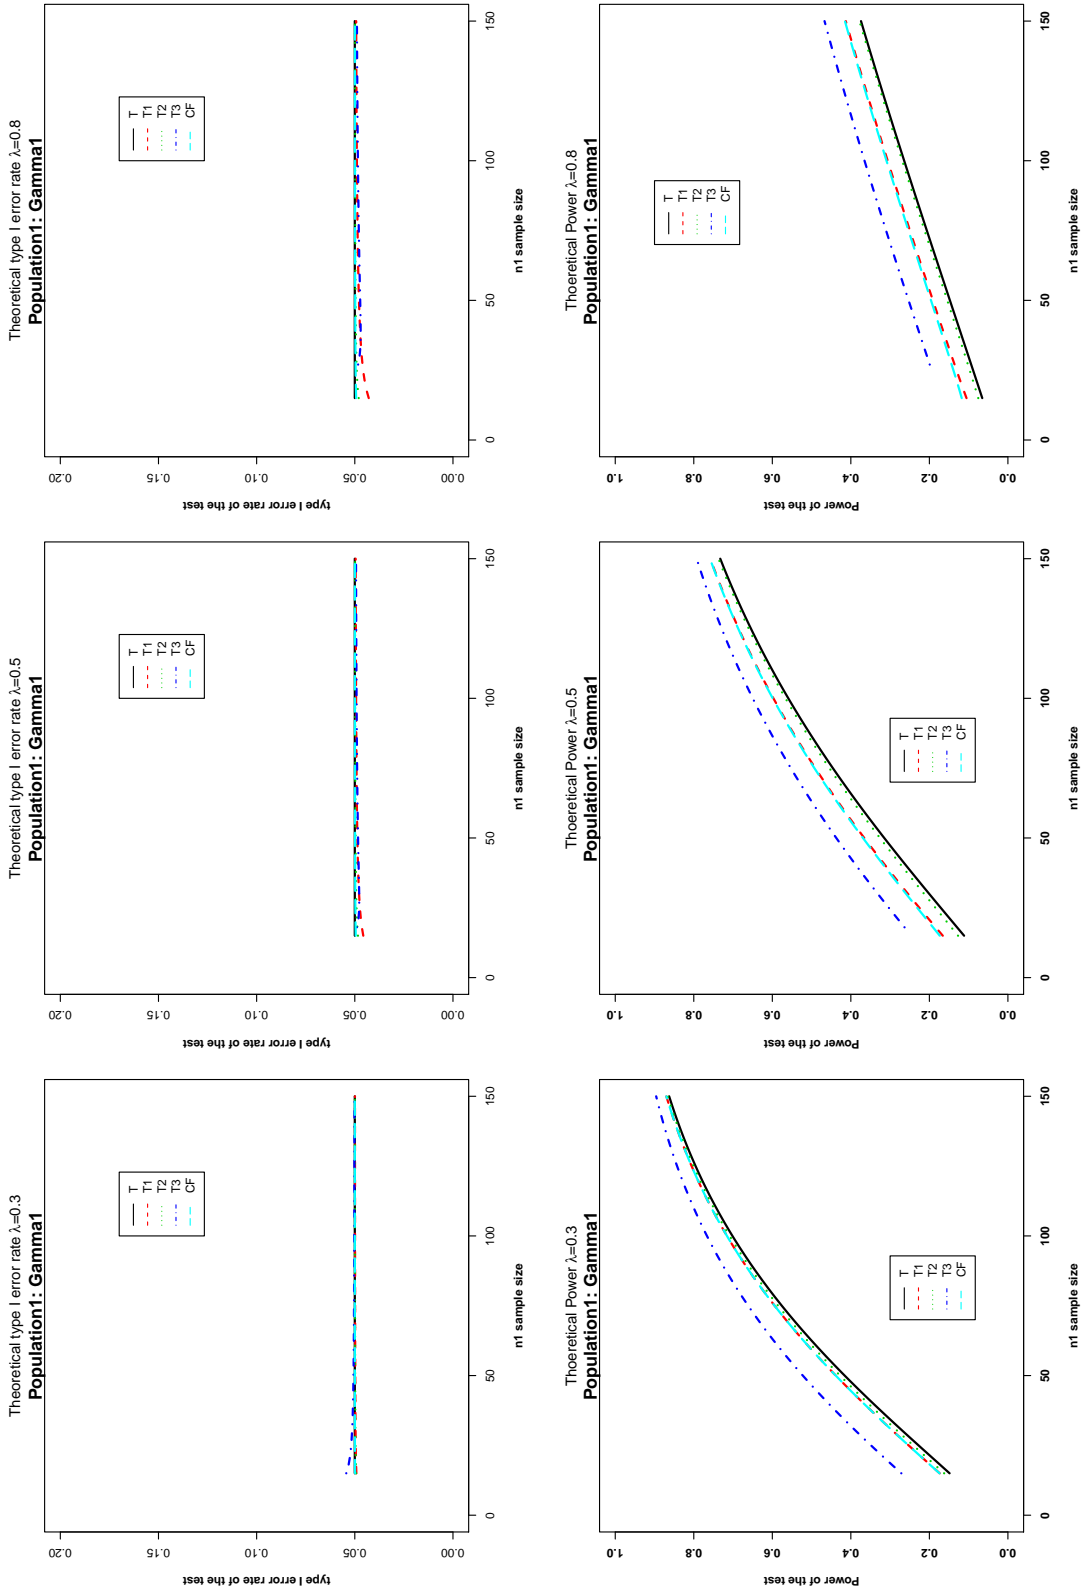 Theoretical type I error rate λ=0.3
Population1: Gamma1
type I error rate of the test
0.20
0.15
0.10
0.05
0.00
T
T1
T2
T3
CF
0
50
100
150
n1 sample size
Theoretical type I error rate λ=0.5
Population1: Gamma1
type I error rate of the test
0.20
0.15
0.10
0.05
0.00
T
T1
T2
T3
CF
0
50
100
150
n1 sample size
Theoretical type I error rate λ=0.8
Population1: Gamma1
type I error rate of the test
0.20
0.15
0.10
0.05
0.00
T
T1
T2
T3
CF
0
50
100
150
n1 sample size
Thoeretical Power λ=0.3
Population1: Gamma1
Power of the test
1.0
0.8
0.6
0.4
0.2
0.0
T
T1
T2
T3
CF
0
50
100
150
n1 sample size
Thoeretical Power λ=0.5
Population1: Gamma1
Power of the test
1.0
0.8
0.6
0.4
0.2
0.0
T
T1
T2
T3
CF
0
50
100
150
n1 sample size
Thoeretical Power λ=0.8
Population1: Gamma1
Power of the test
1.0
0.8
0.6
0.4
0.2
0.0
T
T1
T2
T3
CF
0
50
100
150
n1 sample size